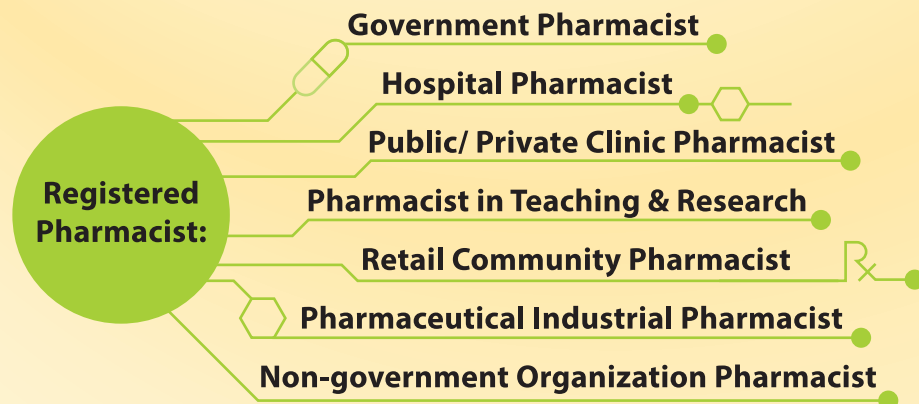 Government Pharmacist
Hospital Pharmacist
Public/ Private Clinic Pharmacist
Registered
Pharmacist:
Pharmacist in Teaching & Research
Retail Community Pharmacist
Pharmaceutical Industrial Pharmacist
Non-government Organization Pharmacist